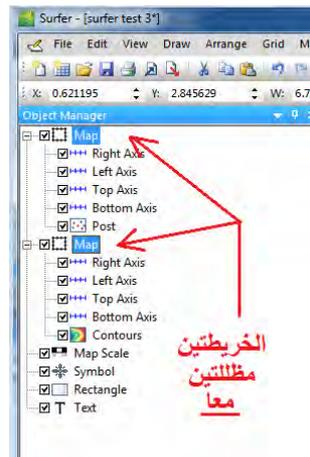 Surfer - [surfer test 3*]
File Edit View Draw Arrange Grid M
X: 0.621195 Y: 2.845629 W: 6.7
Object Manager
Map
Right Axis
Left Axis
Top Axis
Bottom Axis
Post
Map
Right Axis
Left Axis
Top Axis
Bottom Axis
Contours
Map Scale
Symbol
Rectangle
T Text
الخريطتين
مظللتين
معا